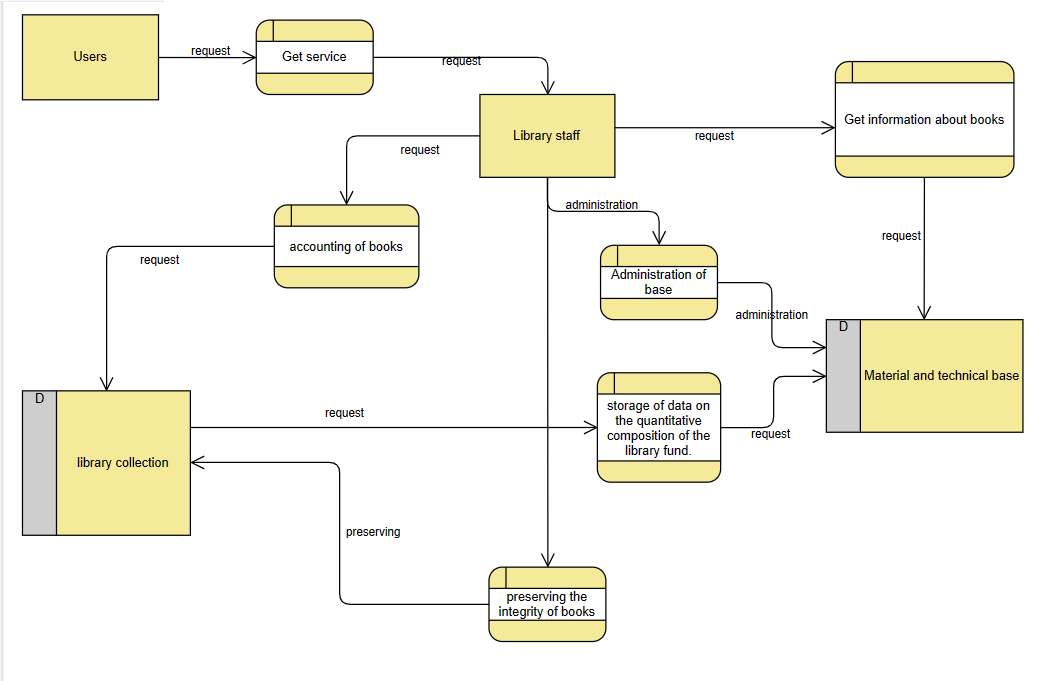 Users
request
Get service
request
Library staff
request
Get information about books
request
accounting of books
request
administration
Administration of
base
administration
request
D
Material and technical base
D
library collection
request
storage of data on
the quantitative
composition of the
library fund.
request
preserving
preserving the
integrity of books